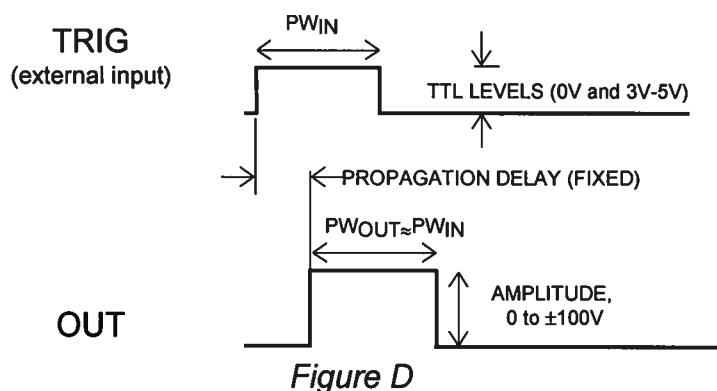 TRIG
(external input)
PWIN
TTL LEVELS (0V and 3V-5V)
PROPAGATION DELAY (FIXED)
PWOUT≈PWIN
OUT
AMPLITUDE,
0 to ±100V
Figure D